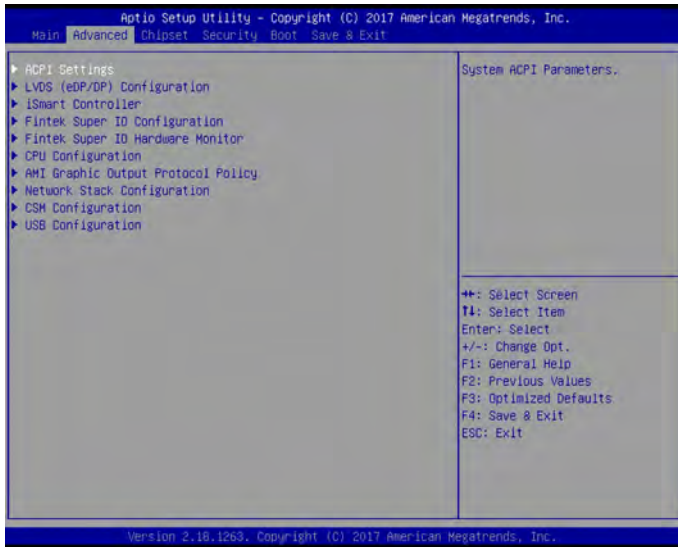 Aptio Setup Utility - Copyright (C) 2017 American Megatrends, Inc.
Main Advanced Chipset Security Boot Save & Exit
▶ ACPI Settings
▶ LVDS (eDP/DP) Configuration
▶ iSmart Controller
▶ Fintek Super IO Configuration
▶ Fintek Super IO Hardware Monitor
▶ CPU Configuration
▶ AMI Graphic Output Protocol Policy
▶ Network Stack Configuration
▶ CSM Configuration
▶ USB Configuration
System ACPI Parameters.
→←: Select Screen
↑↓: Select Item
Enter: Select
+/-: Change Opt.
F1: General Help
F2: Previous Values
F3: Optimized Defaults
F4: Save & Exit
ESC: Exit
Version 2.18.1263. Copyright (C) 2017 American Megatrends, Inc.